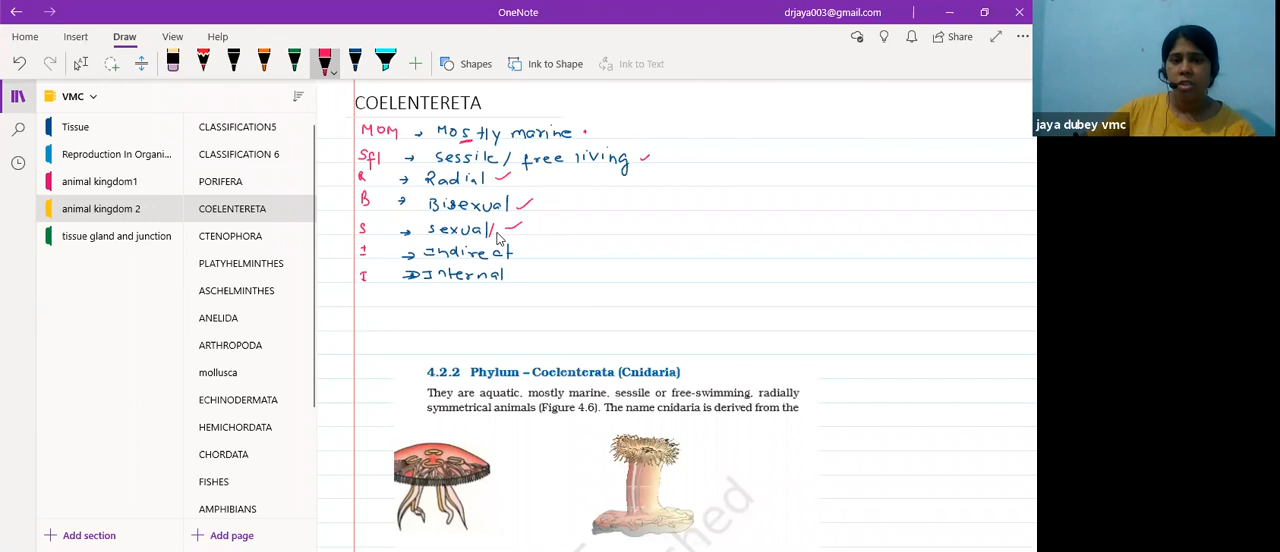 OneNote
drjaya003@gmail.com
Home Insert Draw History View Help
Share
Shapes Ink to Shape Ink to Text
VMC
Tissue
Reproduction In Organi...
animal kingdom1
animal kingdom 2
tissue gland and junction
Add section
CLASSIFICATION5
CLASSIFICATION 6
PORIFERA
COELENTERETA
CTENOPHORA
PLATYHELMINTHES
ASCHELMINTHES
ANELIDA
ARTHROPODA
mollusca
ECHINODERMATA
HEMICHORDATA
CHORDATA
FISHES
AMPHIBIANS
Add page
COELENTERETA
MOM → Mostly marine
Sfl → Sessile / free living ✓
R → Radial ✓
B → Bisexual ✓
S → Sexual/ ✓
I → Indirect
I → Internal
4.2.2 Phylum – Coelenterata (Cnidaria)
They are aquatic, mostly marine, sessile or free-swimming, radially
symmetrical animals (Figure 4.6). The name cnidaria is derived from the
jaya dubey vmc